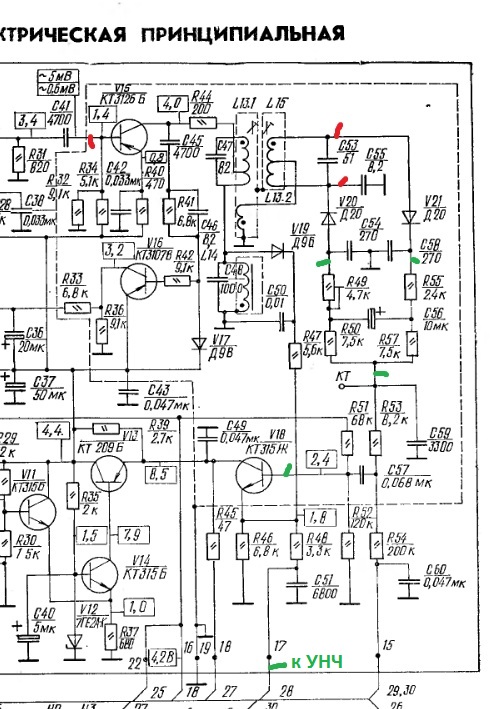 КТРИЧЕСКАЯ ПРИНЦИПИАЛЬНАЯ
~5мВ
~0,6мВ
V15
КТ3126Б
4,0
R44
200
L13.1
L15
C41
4700
3,4
1,4
C45
4700
C47
82
C53
51
C55
8,2
R31
820
R32
9,1к
R34
5,1к
C42
0,033мк
0,8
R40
470
L13.2
C38
0,033мк
R41
6,8к
C46
8,2
L14
V19
Д9Б
V20
Д20
C54
270
V21
Д20
C58
270
3,2
V16
КТ3107В
R42
9,1к
C48
1000
C50
0,01
R33
6,8к
R49
4,7к
R55
2,4к
R36
9,1к
C56
10мк
C36
20мк
V17
Д9В
R47
5,6к
R50
7,5к
R57
7,5к
C37
50мк
C43
0,047мк
КТ
R39
2,7к
C49
0,047мк
V18
КТ315Ж
R51
68к
R53
8,2к
C59
3300
R29
2к
4,4
V13
КТ209Б
8,5
2,4
C57
0,068мк
V11
КТ315Б
R35
2к
1,8
R30
1,5к
1,5
7,9
R45
47
R46
6,8к
R48
3,3к
R52
120к
R54
200к
V14
КТ315Б
C51
6800
C60
0,047мк
C40
5мк
V12
7ГЕ2А-К
1,0
R37
680
22
4,2В
16
19
18
17
к УНЧ
15
25
18
27
28
29,30
27
30
26